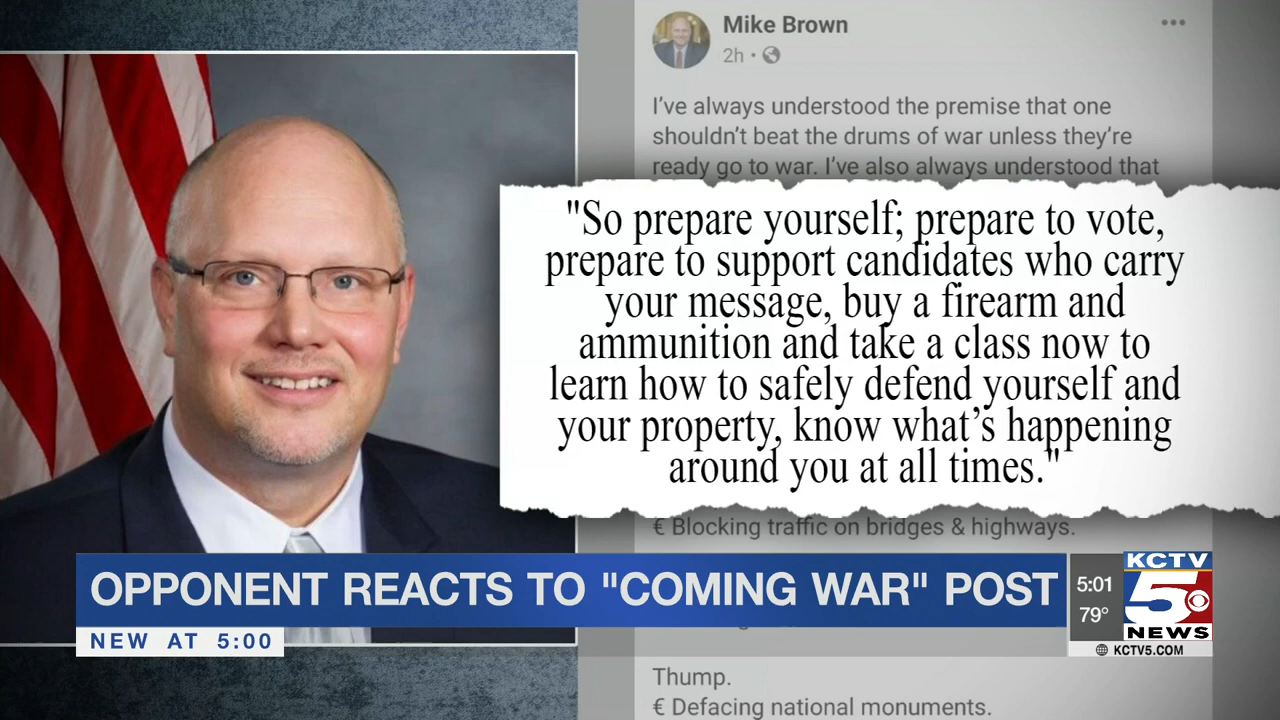 Mike Brown
2h
I've always understood the premise that one
shouldn't beat the drums of war unless they're
ready go to war. I've also always understood that
"So prepare yourself; prepare to vote,
prepare to support candidates who carry
your message, buy a firearm and
ammunition and take a class now to
learn how to safely defend yourself and
your property, know what's happening
around you at all times."
€ Blocking traffic on bridges & highways.
OPPONENT REACTS TO "COMING WAR" POST
NEW AT 5:00
5:01
79°
KCTV
5
NEWS
KCTV5.COM
Thump.
€ Defacing national monuments.